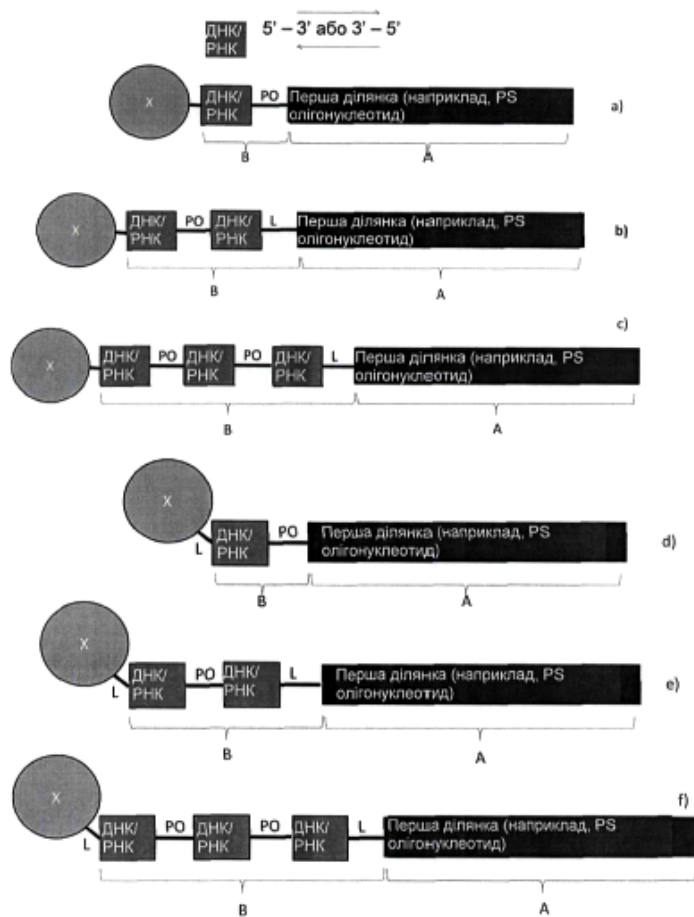 ДНК/
РНК
5' – 3' або 3' – 5'
X
ДНК/
РНК
PO
Перша ділянка (наприклад, PS
олігонуклеотид)
a)
B
A
X
ДНК/
РНК
PO
ДНК/
РНК
L
Перша ділянка (наприклад, PS
олігонуклеотид)
b)
B
A
c)
X
ДНК/
РНК
PO
ДНК/
РНК
PO
ДНК/
РНК
L
Перша ділянка (наприклад, PS
олігонуклеотид)
B
A
X
L
ДНК/
РНК
PO
Перша ділянка (наприклад, PS
олігонуклеотид)
d)
B
A
X
L
ДНК/
РНК
PO
ДНК/
РНК
L
Перша ділянка (наприклад, PS
олігонуклеотид)
e)
B
A
f)
X
L
ДНК/
РНК
PO
ДНК/
РНК
PO
ДНК/
РНК
L
Перша ділянка (наприклад, PS
олігонуклеотид)
B
A